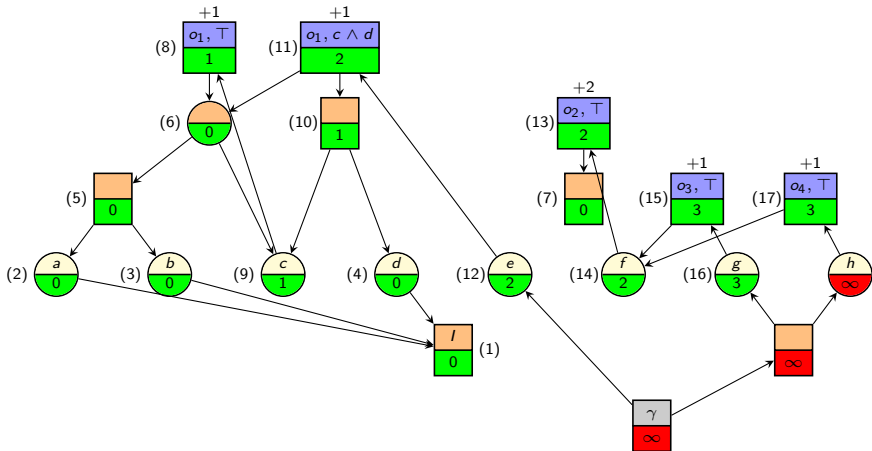 +1 +1
(8) o₁, ⊤ (11) o₁, c ∧ d
1 2
+2
(6) (10) (13) o₂, ⊤
0 1 2
+1 +1
(5) (7) (15) o₃, ⊤ (17) o₄, ⊤
0 0 3 3
(2) a (3) b (9) c (4) d (12) e (14) f (16) g h
0 0 1 0 2 2 3 ∞
I (1)
0 ∞
γ
∞